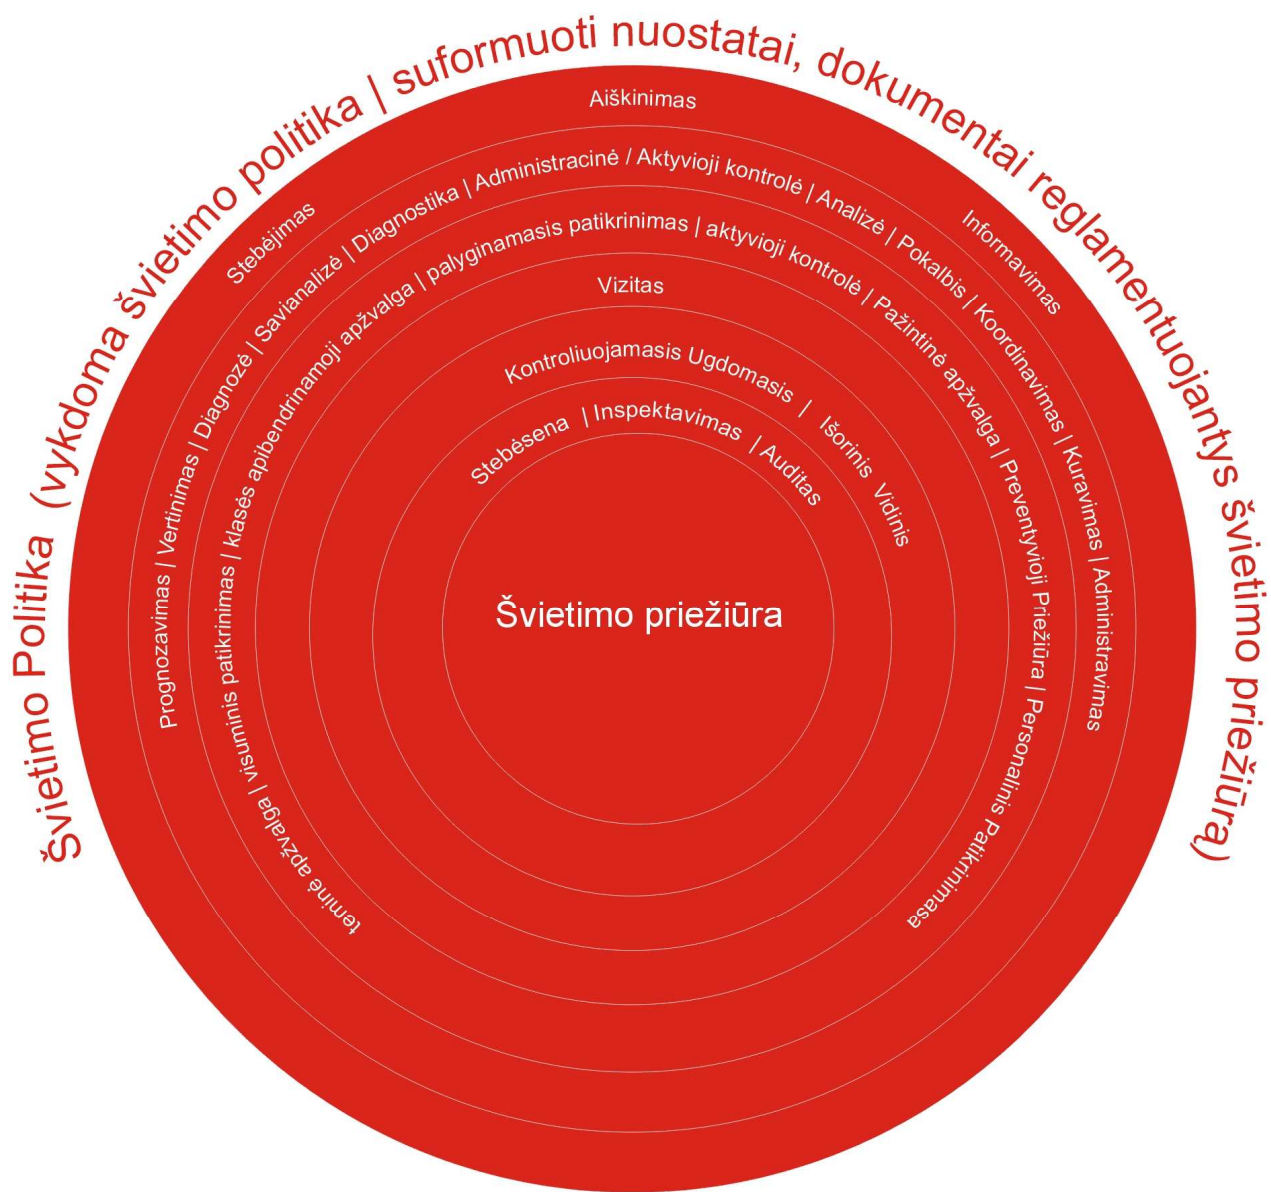 Švietimo Politika (vykdoma švietimo politika | suformuoti nuostatai, dokumentai reglamentuojantys švietimo priežiūrą)
Stebėjimas
Aiškinimas
Informavimas
Prognozavimas | Vertinimas | Diagnozė | Savianalizė | Diagnostika | Administracinė / Aktyvioji kontrolė | Analizė | Pokalbis | Koordinavimas | Kuravimas | Administravimas
teminė apžvalga | visuminis patikrinimas | klasės apibendrinamoji apžvalga | palyginamasis patikrinimas | aktyvioji kontrolė | Pažintinė apžvalga | Preventyvioji Priežiūra | Personalinis Patikrinimasa
Vizitas
Kontroliuojamasis Ugdomasis | Išorinis Vidinis
Stebėsena | Inspektavimas | Auditas
Švietimo priežiūra